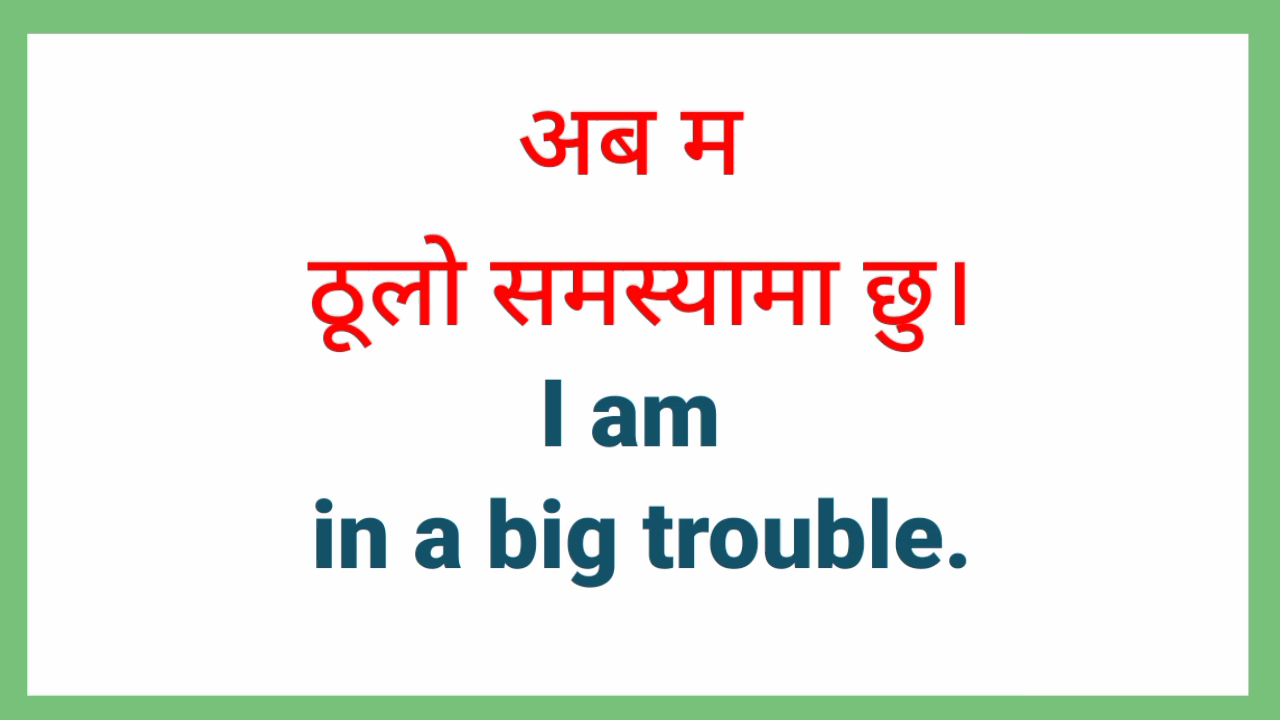 अब म
ठूलो समस्यामा छु।
I am
in a big trouble.